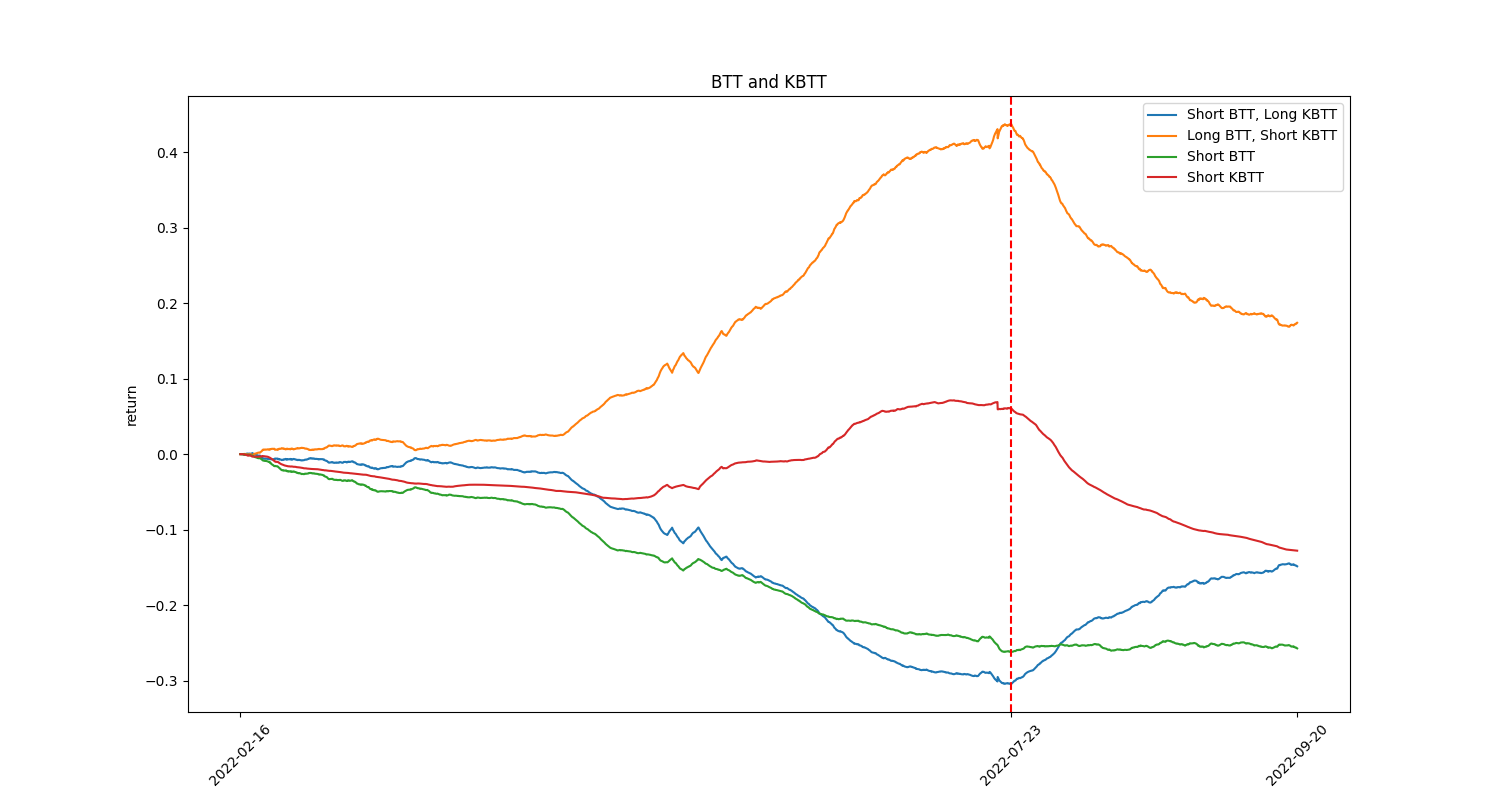 BTT and KBTT
Short BTT, Long KBTT
Long BTT, Short KBTT
Short BTT
Short KBTT
return
0.4
0.3
0.2
0.1
0.0
−0.1
−0.2
−0.3
2022-02-16
2022-07-23
2022-09-20